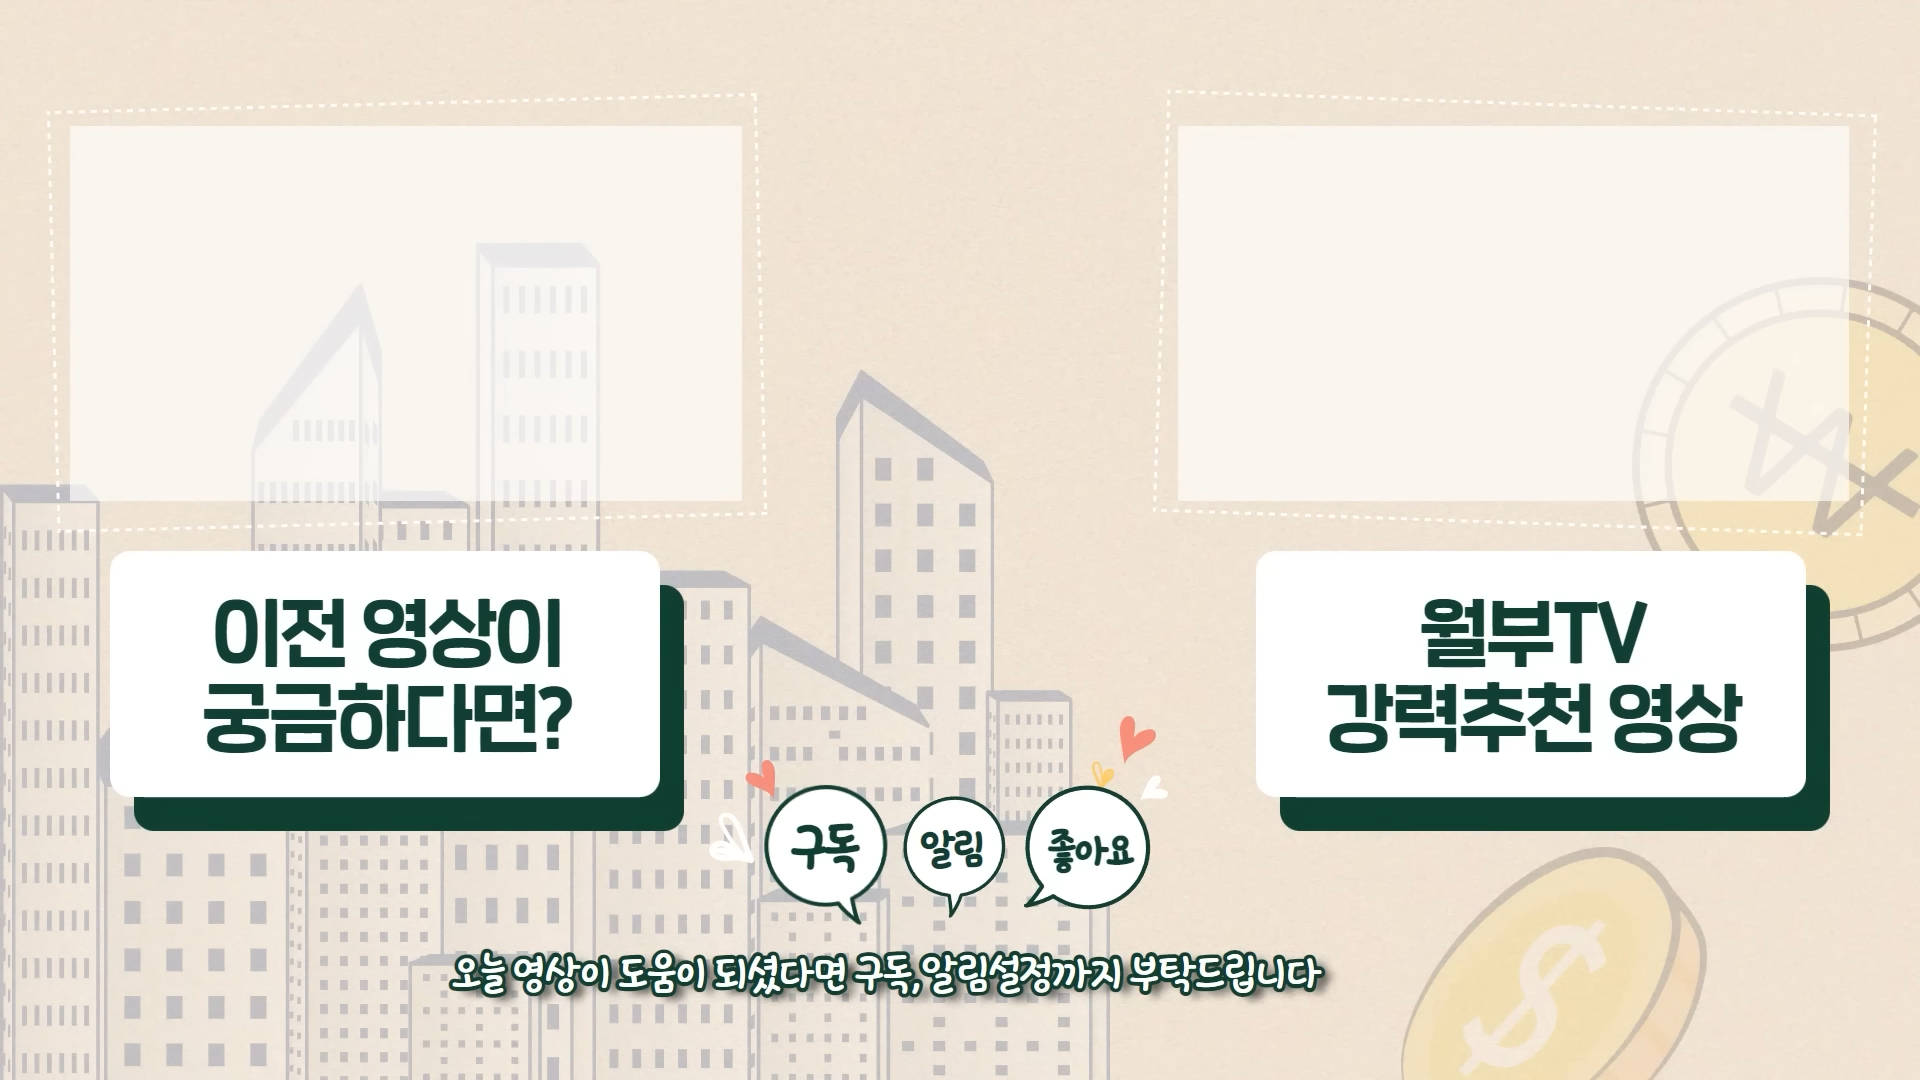 이전 영상이
궁금하다면?
월부TV
강력추천 영상
구독
알림
좋아요
오늘 영상이 도움이 되셨다면 구독,알림설정까지 부탁드립니다